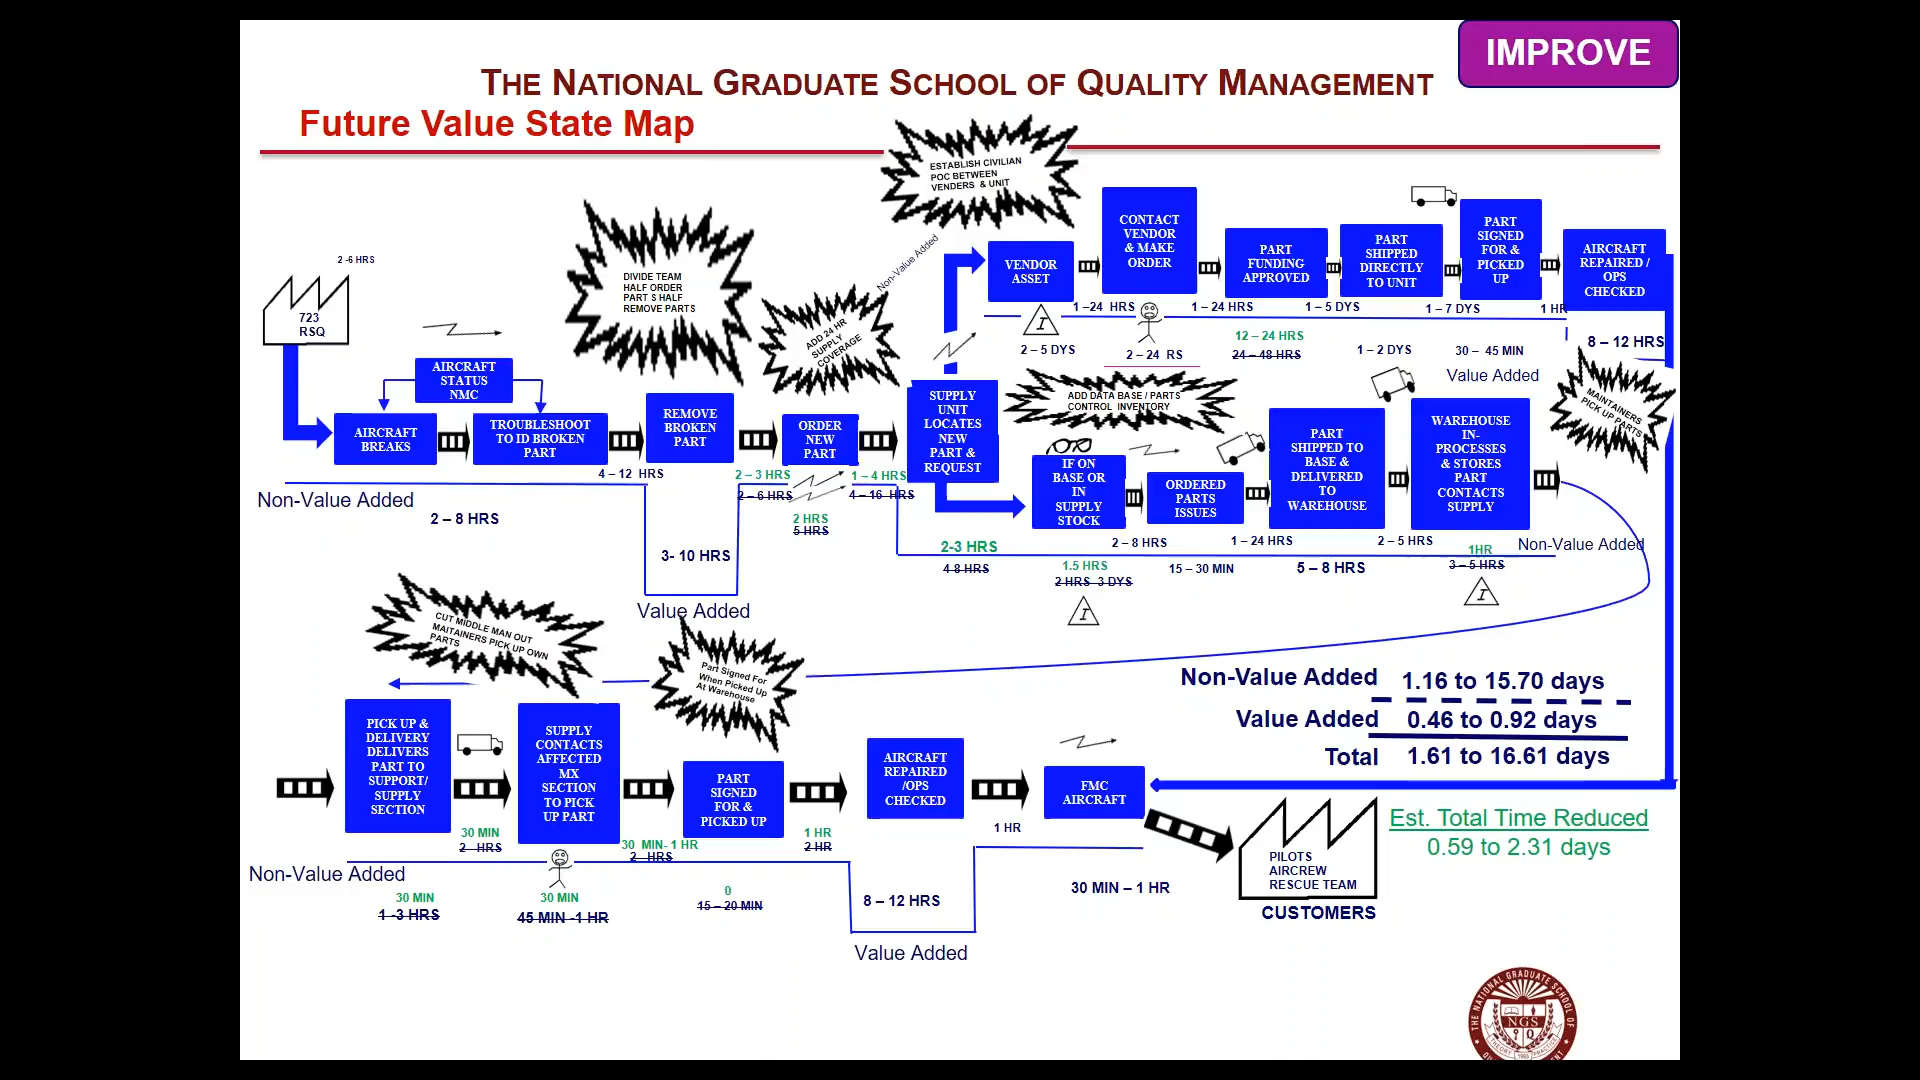 IMPROVE
THE NATIONAL GRADUATE SCHOOL OF QUALITY MANAGEMENT
Future Value State Map
ESTABLISH CIVILIAN
POC BETWEEN
VENDERS & UNIT
DIVIDE TEAM
HALF ORDER
PART S HALF
REMOVE PARTS
ADD 24 HR
SUPPLY
COVERAGE
Non-Value Added
2 -6 HRS
723
RSQ
VENDOR
ASSET
CONTACT
VENDOR
& MAKE
ORDER
PART
FUNDING
APPROVED
PART
SHIPPED
DIRECTLY
TO UNIT
PART
SIGNED
FOR &
PICKED
UP
AIRCRAFT
REPAIRED /
OPS
CHECKED
1 –24 HRS
1 – 24 HRS
1 – 5 DYS
1 – 7 DYS
1 HR
I
2 – 5 DYS
2 – 24 RS
12 – 24 HRS
24 – 48 HRS
1 – 2 DYS
30 – 45 MIN
8 – 12 HRS
Value Added
AIRCRAFT
STATUS
NMC
AIRCRAFT
BREAKS
TROUBLESHOOT
TO ID BROKEN
PART
REMOVE
BROKEN
PART
ORDER
NEW
PART
SUPPLY
UNIT
LOCATES
NEW
PART &
REQUEST
ADD DATA BASE / PARTS
CONTROL INVENTORY
MAINTAINERS
PICK UP PARTS
IF ON
BASE OR
IN
SUPPLY
STOCK
ORDERED
PARTS
ISSUES
PART
SHIPPED TO
BASE &
DELIVERED
TO
WAREHOUSE
WAREHOUSE
IN-
PROCESSES
& STORES
PART
CONTACTS
SUPPLY
4 – 12 HRS
2 – 3 HRS
2 – 6 HRS
1 – 4 HRS
4 – 16 HRS
Non-Value Added
2 – 8 HRS
2 HRS
5 HRS
3- 10 HRS
Value Added
2-3 HRS
4 8 HRS
2 – 8 HRS
1 – 24 HRS
2 – 5 HRS
Non-Value Added
1.5 HRS
2 HRS 3 DYS
15 – 30 MIN
5 – 8 HRS
1HR
3 – 5 HRS
I
I
CUT MIDDLE MAN OUT
MAITAINERS PICK UP OWN
PARTS
Part Signed For
When Picked Up
At Warehouse
Non-Value Added 1.16 to 15.70 days
Value Added 0.46 to 0.92 days
Total 1.61 to 16.61 days
Est. Total Time Reduced
0.59 to 2.31 days
PICK UP &
DELIVERY
DELIVERS
PART TO
SUPPORT/
SUPPLY
SECTION
SUPPLY
CONTACTS
AFFECTED
MX
SECTION
TO PICK
UP PART
PART
SIGNED
FOR &
PICKED UP
AIRCRAFT
REPAIRED
/OPS
CHECKED
FMC
AIRCRAFT
PILOTS
AIRCREW
RESCUE TEAM
CUSTOMERS
30 MIN
2 HRS
30 MIN- 1 HR
2 HRS
1 HR
2 HR
1 HR
Non-Value Added
30 MIN
1 -3 HRS
30 MIN
45 MIN -1 HR
0
15 – 20 MIN
8 – 12 HRS
30 MIN – 1 HR
Value Added
THE NATIONAL GRADUATE SCHOOL OF
NGS
Q